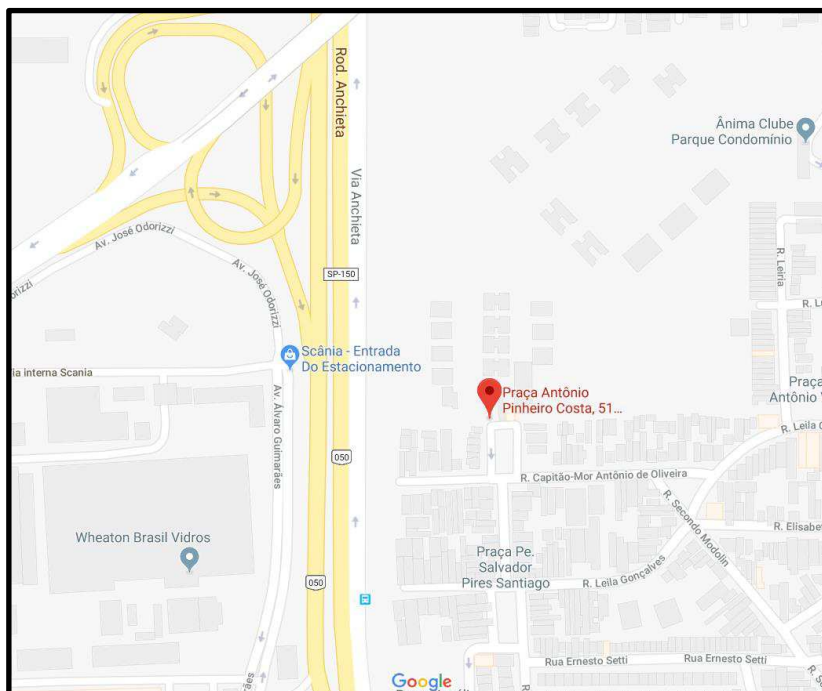 Rod. Anchieta
Via Anchieta
Ânima Clube
Parque Condomínio
Av. José Odorizzi
Av. José Odorizzi
SP-150
R. Leiria
Scânia - Entrada
Do Estacionamento
ia interna Scania
Av. Álvaro Guimarães
Praça Antônio
Pinheiro Costa, 51...
Praça
Antônio V
R. Leila G
050
R. Capitão-Mor Antônio de Oliveira
R. Secondo Modolin
R. Elisabet
Wheaton Brasil Vidros
Praça Pe.
Salvador
Pires Santiago
R. Leila Gonçalves
050
Rua Ernesto Setti
Rua Ernesto Setti
Google